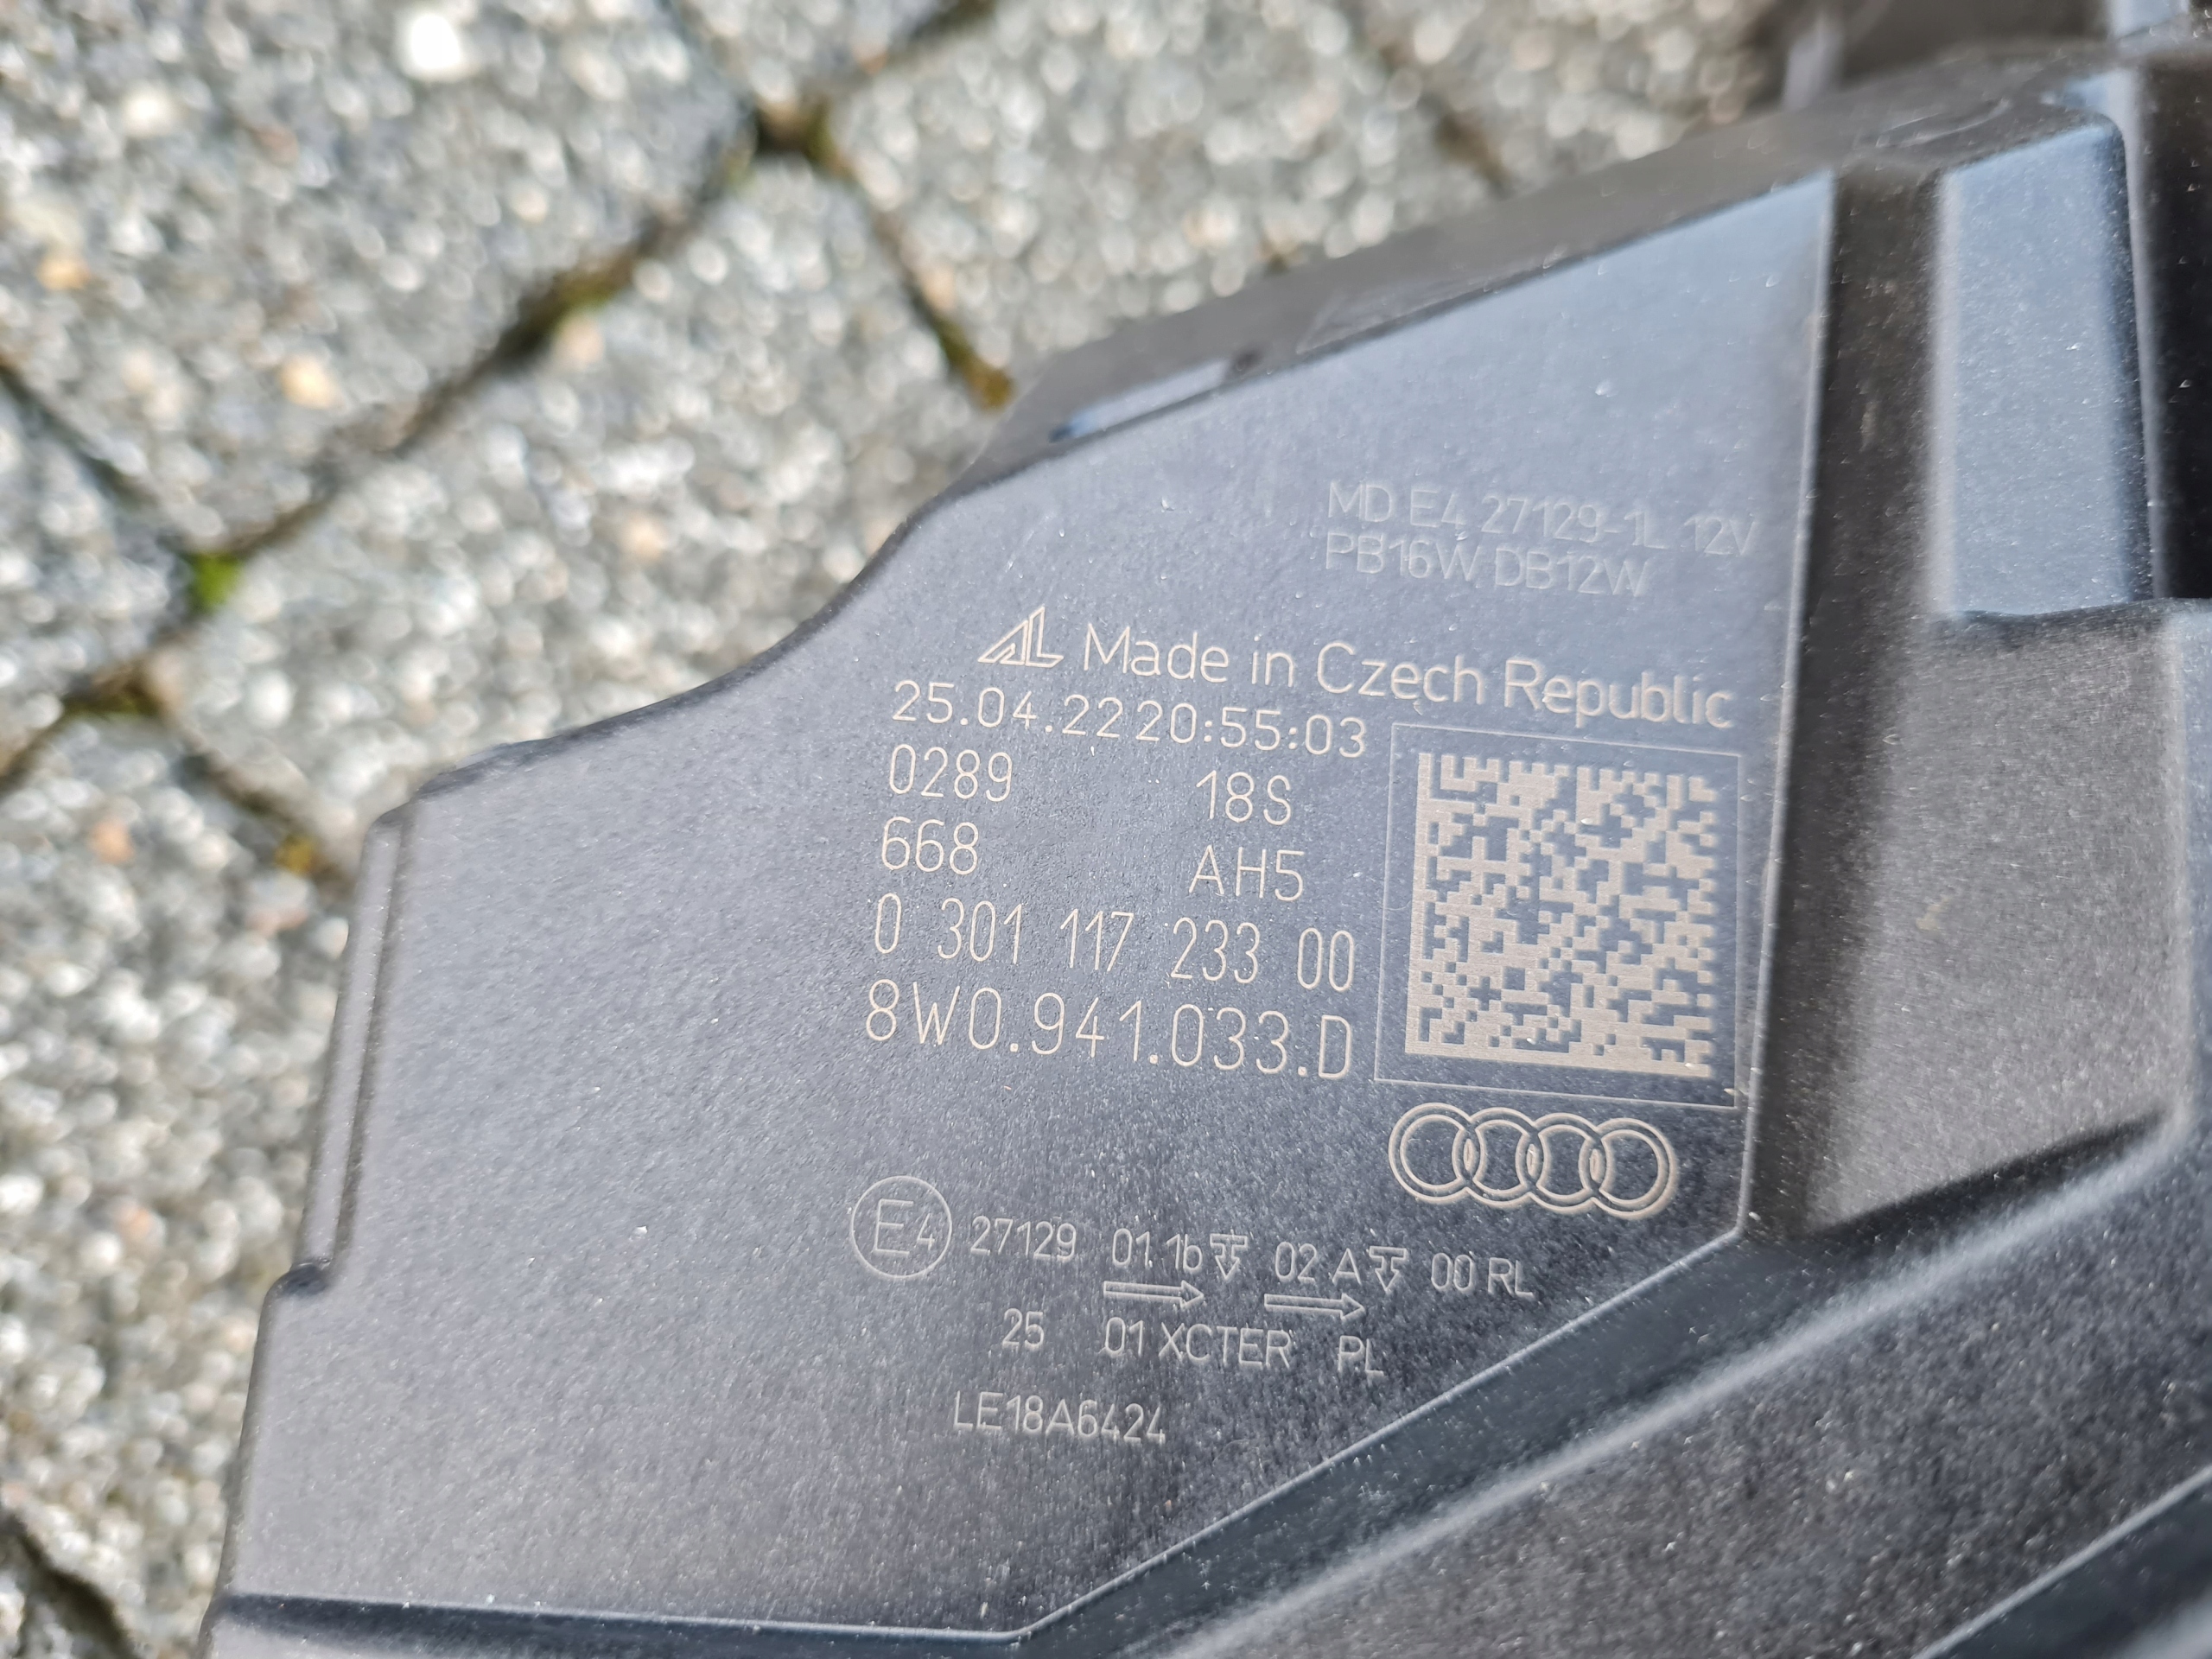 MD E4 27129-1L 12V
PB16W DB12W
AL Made in Czech Republic
25.04.22 20:55:03
0289 18S
668 AH5
0 301 117 233 00
8W0.941.033.D
E4 27129 01 1b 02 A 00 RL
25 01 XCTER PL
LE18A6424